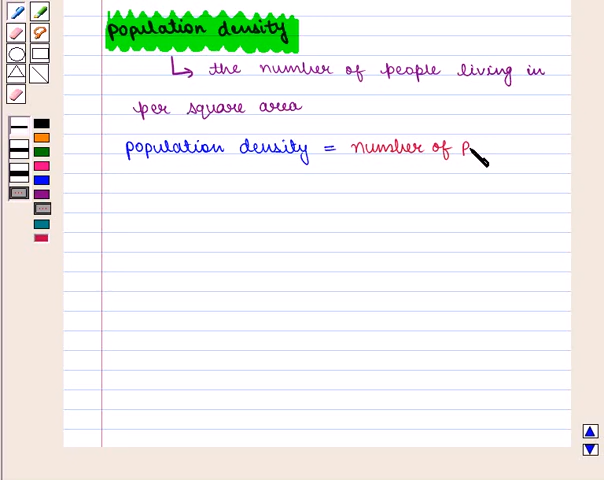 population density
↳ the number of people living in
per square area
population density = number of p